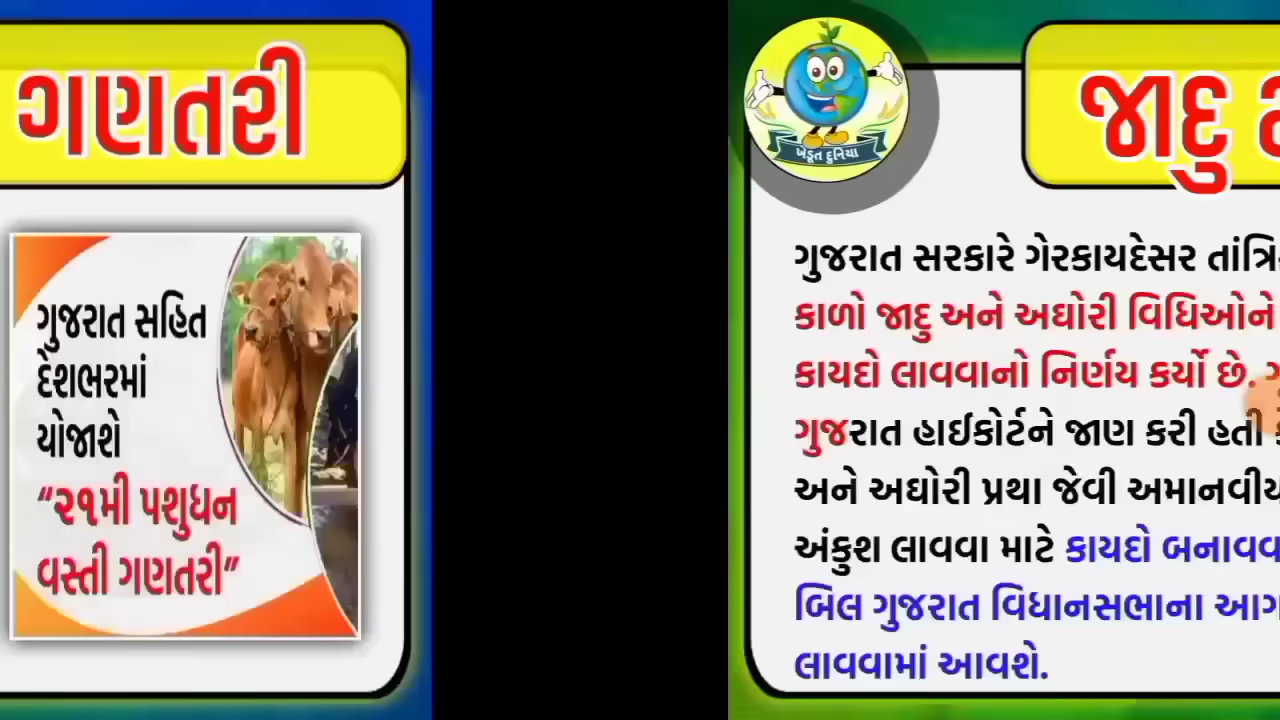 ગણતરી
ગુજરાત સહિત
દેશભરમાં
યોજાશે
“૨૧મી પશુધન
વસ્તી ગણતરી”
ખેડૂત દુનિયા
જાદુ
ગુજરાત સરકારે ગેરકાયદેસર
કાળો જાદુ અને અઘોરી વિધિઓને
કાયદો લાવવાનો નિર્ણય કર્યો છે.
ગુજરાત હાઈકોર્ટને જાણ કરી હતી
અને અઘોરી પ્રથા જેવી
અંકુશ લાવવા માટે કાયદો
બિલ ગુજરાત વિધાનસભાના
લાવવામાં આવશે.